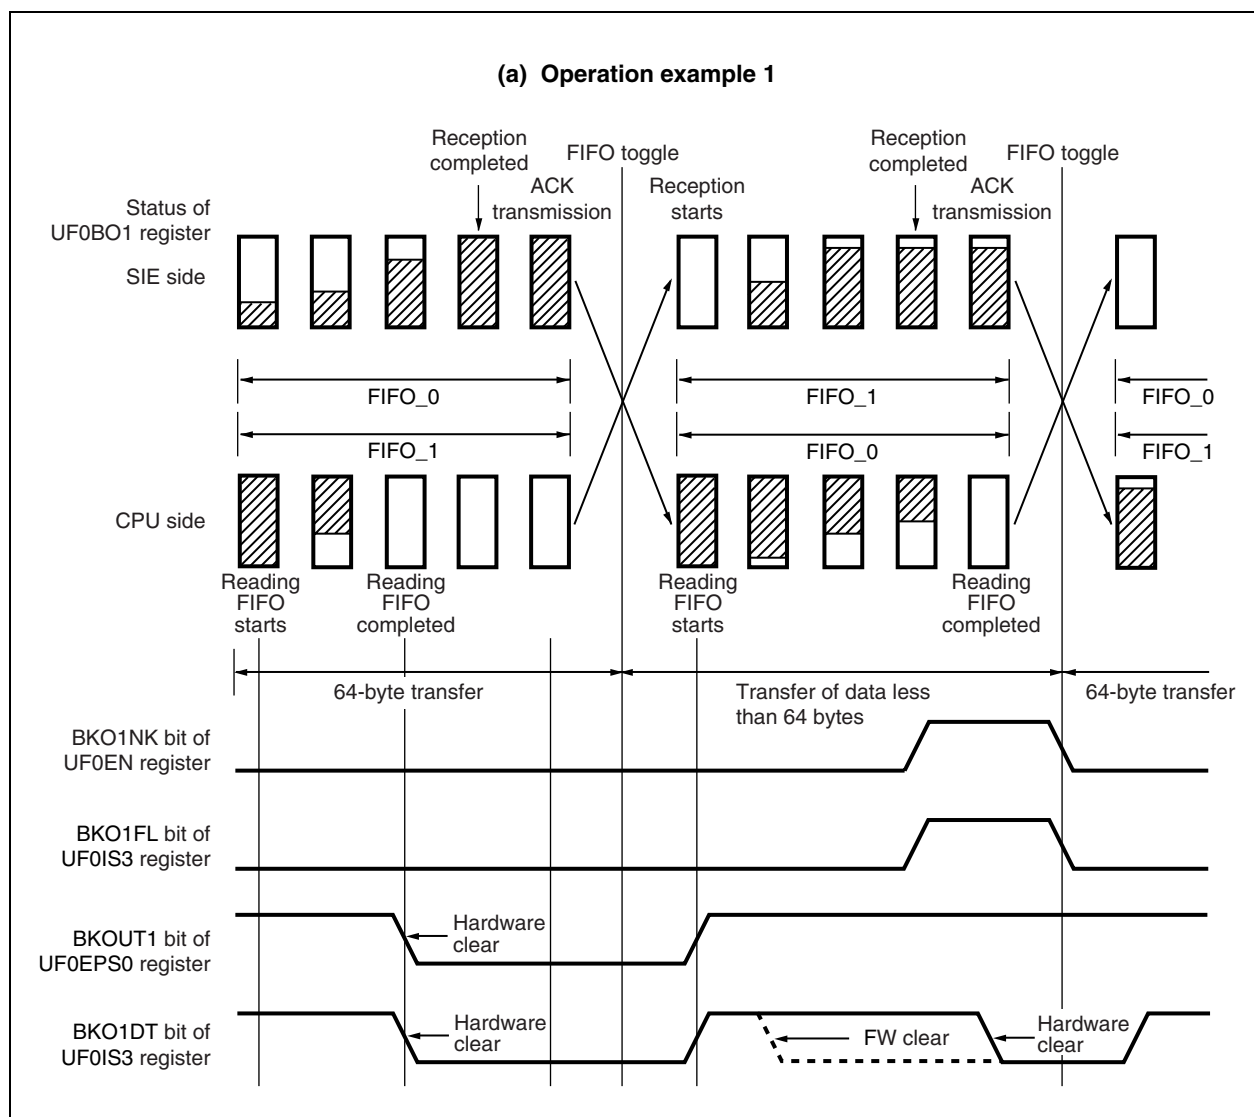 (a) Operation example 1
Reception
completed
FIFO toggle
Reception
completed
FIFO toggle
Status of
UF0BO1 register
ACK
transmission
Reception
starts
ACK
transmission
SIE side
FIFO_0
FIFO_1
FIFO_0
FIFO_1
FIFO_0
FIFO_1
CPU side
Reading
FIFO
starts
Reading
FIFO
completed
Reading
FIFO
starts
Reading
FIFO
completed
64-byte transfer
Transfer of data less
than 64 bytes
64-byte transfer
BKO1NK bit of
UF0EN register
BKO1FL bit of
UF0IS3 register
BKOUT1 bit of
UF0EPS0 register
Hardware
clear
BKO1DT bit of
UF0IS3 register
Hardware
clear
FW clear
Hardware
clear